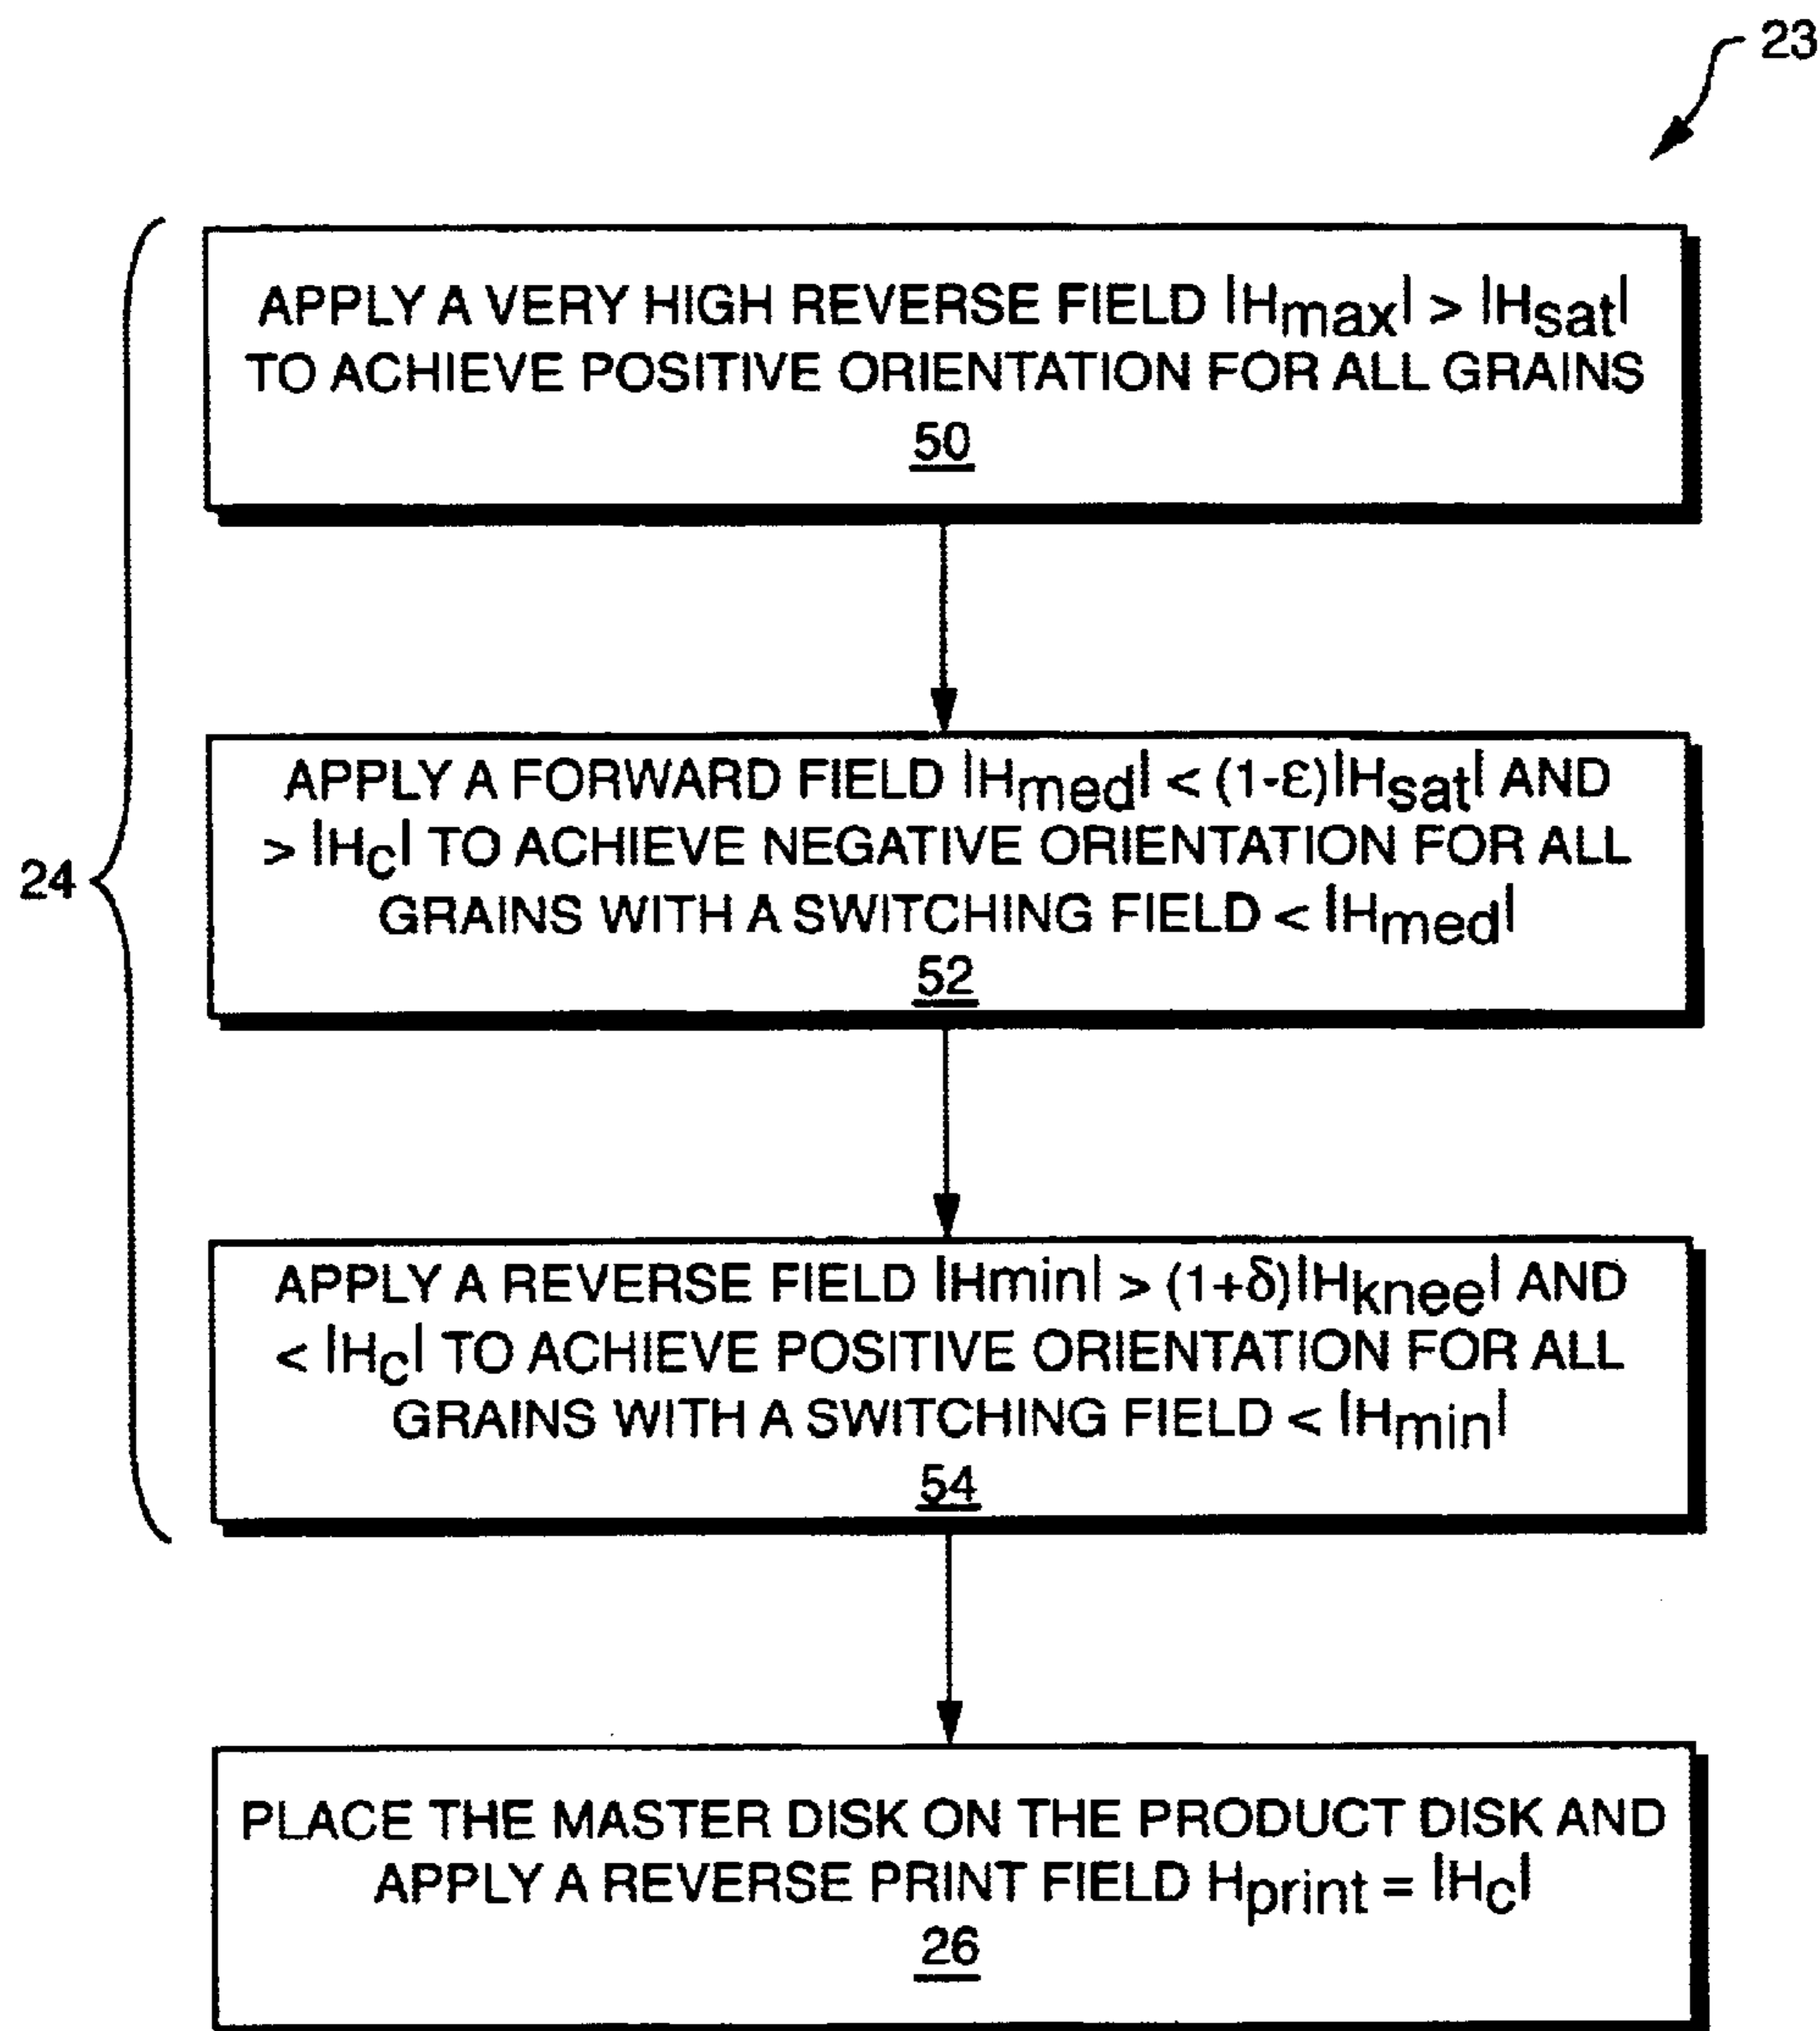 23
APPLY A VERY HIGH REVERSE FIELD |Hmax| > |Hsat|
TO ACHIEVE POSITIVE ORIENTATION FOR ALL GRAINS
50
APPLY A FORWARD FIELD |Hmed| < (1-ε)|Hsat| AND
> |Hc| TO ACHIEVE NEGATIVE ORIENTATION FOR ALL
GRAINS WITH A SWITCHING FIELD < |Hmed|
52
24
APPLY A REVERSE FIELD |Hmin| > (1+δ)|Hknee| AND
< |Hc| TO ACHIEVE POSITIVE ORIENTATION FOR ALL
GRAINS WITH A SWITCHING FIELD < |Hmin|
54
PLACE THE MASTER DISK ON THE PRODUCT DISK AND
APPLY A REVERSE PRINT FIELD Hprint = |Hc|
26